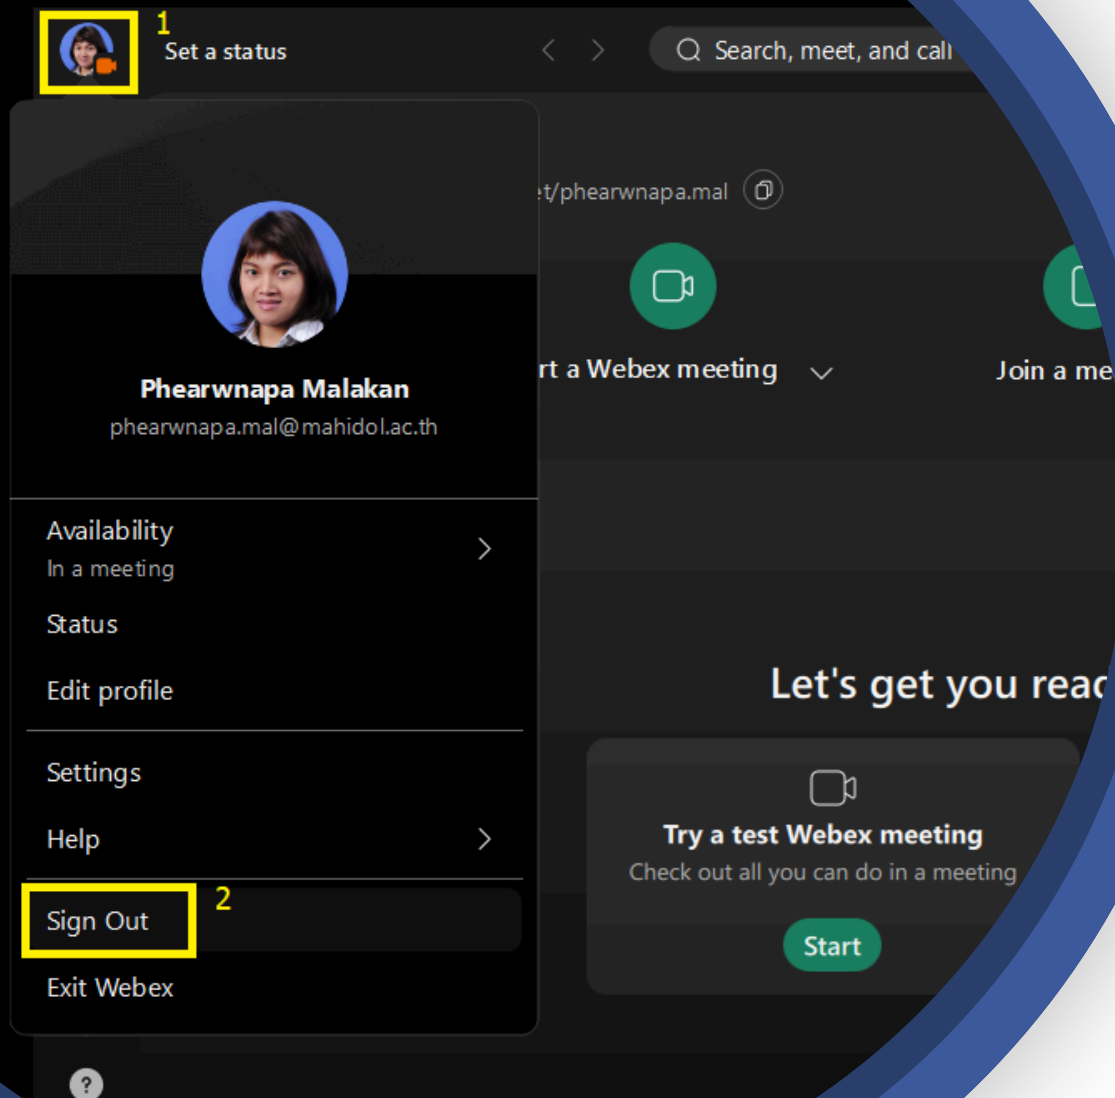 1
Set a status
Search, meet, and call
et/phearwnapa.mal
Phearwnapa Malakan
phearwnapa.mal@mahidol.ac.th
rt a Webex meeting
Join a me
Availability
In a meeting
Status
Edit profile
Let's get you read
Settings
Help
Try a test Webex meeting
Check out all you can do in a meeting
Start
2
Sign Out
Exit Webex
?